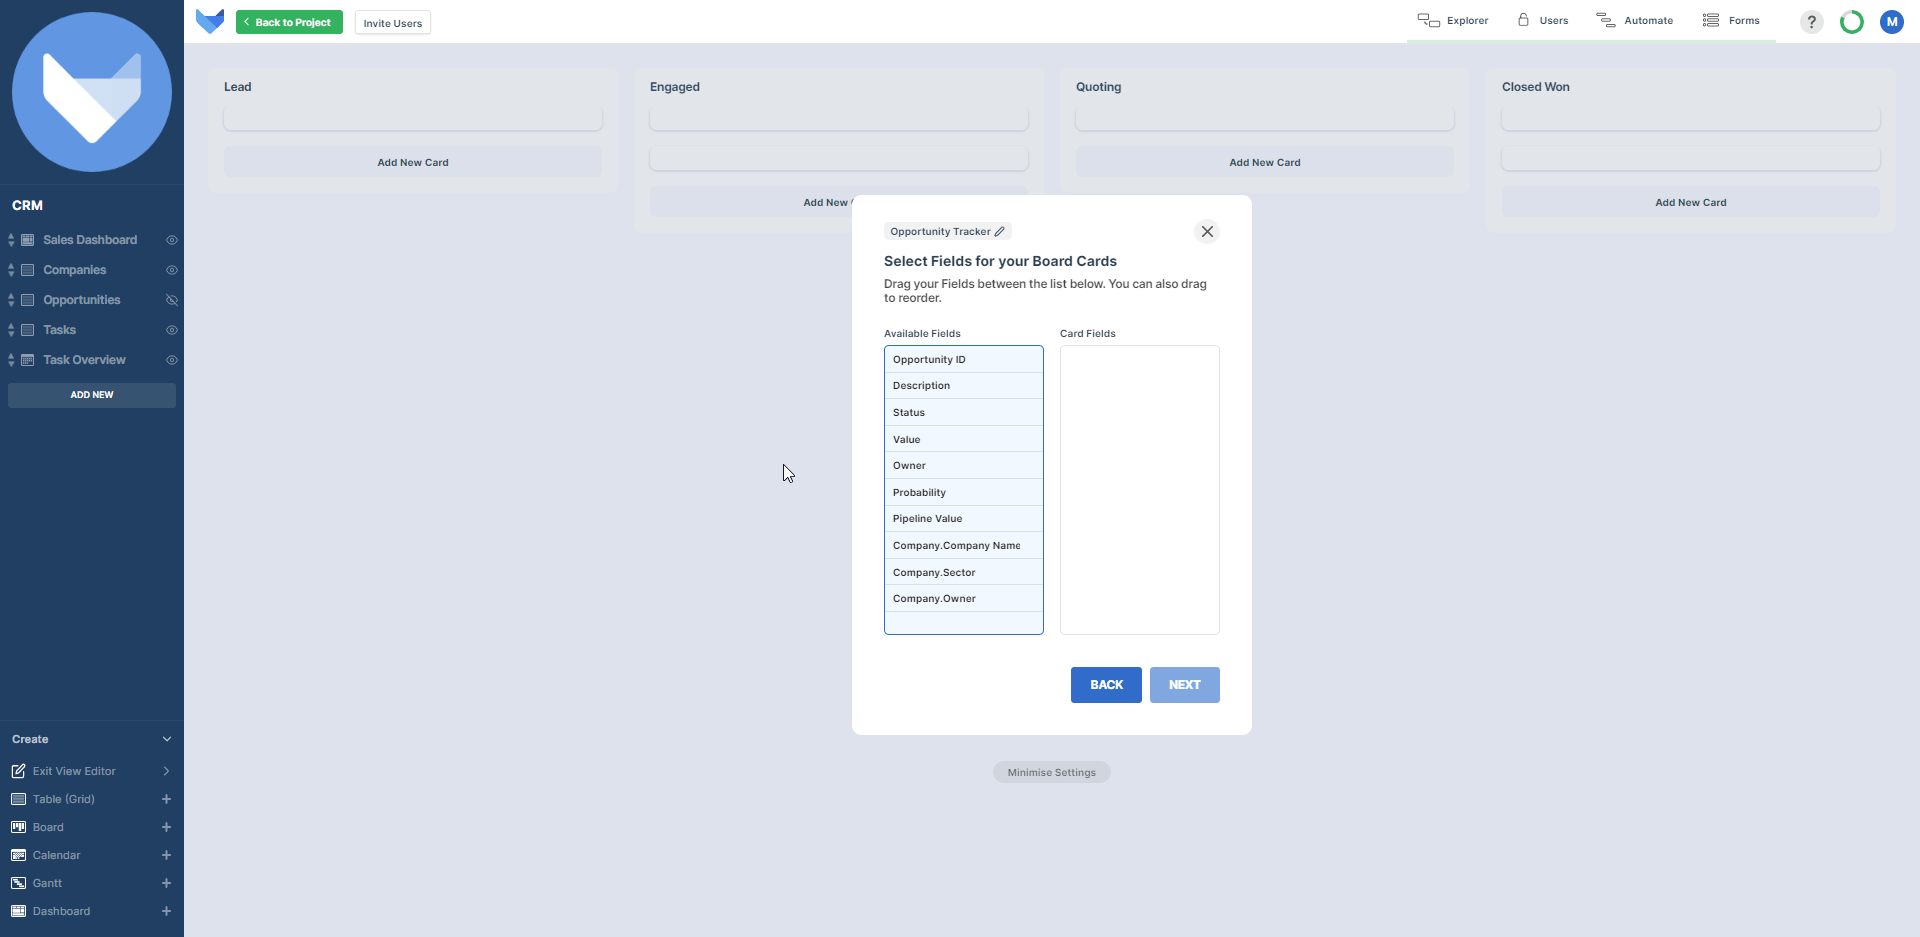 Back to Project
Invite Users
Explorer
Users
Automate
Forms
?
M
CRM
Sales Dashboard
Companies
Opportunities
Tasks
Task Overview
ADD NEW
Create
Exit View Editor
Table (Grid)
Board
Calendar
Gantt
Dashboard
Lead
Add New Card
Engaged
Add New
Quoting
Add New Card
Closed Won
Add New Card
Opportunity Tracker
Select Fields for your Board Cards
Drag your Fields between the list below. You can also drag
to reorder.
Available Fields
Opportunity ID
Description
Status
Value
Owner
Probability
Pipeline Value
Company.Company Name
Company.Sector
Company.Owner
Card Fields
BACK
NEXT
Minimise Settings